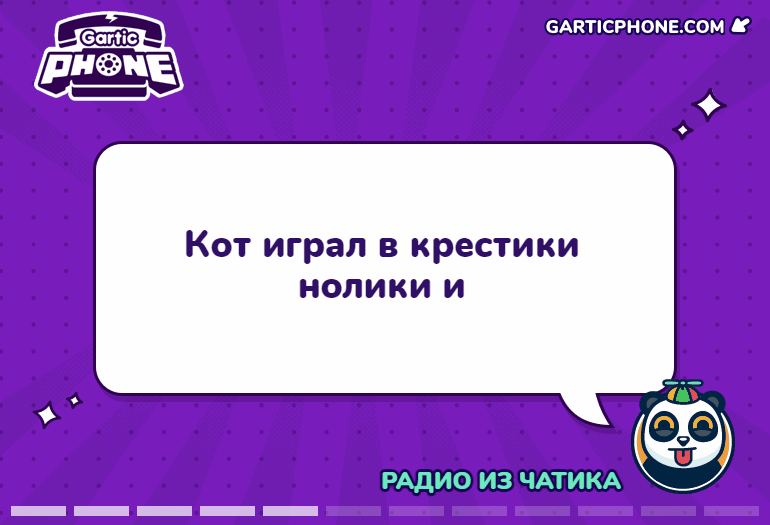 Gartic
PHONE
GARTICPHONE.COM
Кот играл в крестики
нолики и
РАДИО ИЗ ЧАТИКА